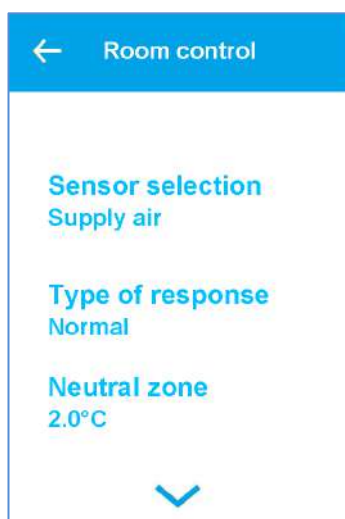 Room control
Sensor selection
Supply air
Type of response
Normal
Neutral zone
2.0°C